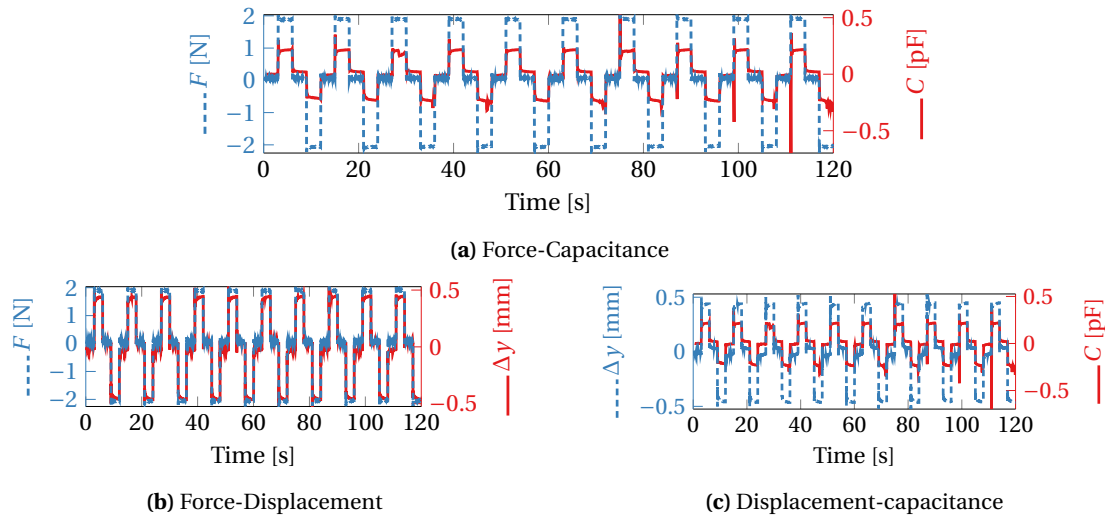 2
1
0
−1
−2
F [N]
0.5
0
−0.5
C [pF]
0 20 40 60 80 100 120
Time [s]
(a) Force-Capacitance
2
1
0
−1
−2
F [N]
0.5
0
−0.5
Δy [mm]
0 20 40 60 80 100 120
Time [s]
(b) Force-Displacement
0.5
0
−0.5
Δy [mm]
0.5
0
−0.5
C [pF]
0 20 40 60 80 100 120
Time [s]
(c) Displacement-capacitance